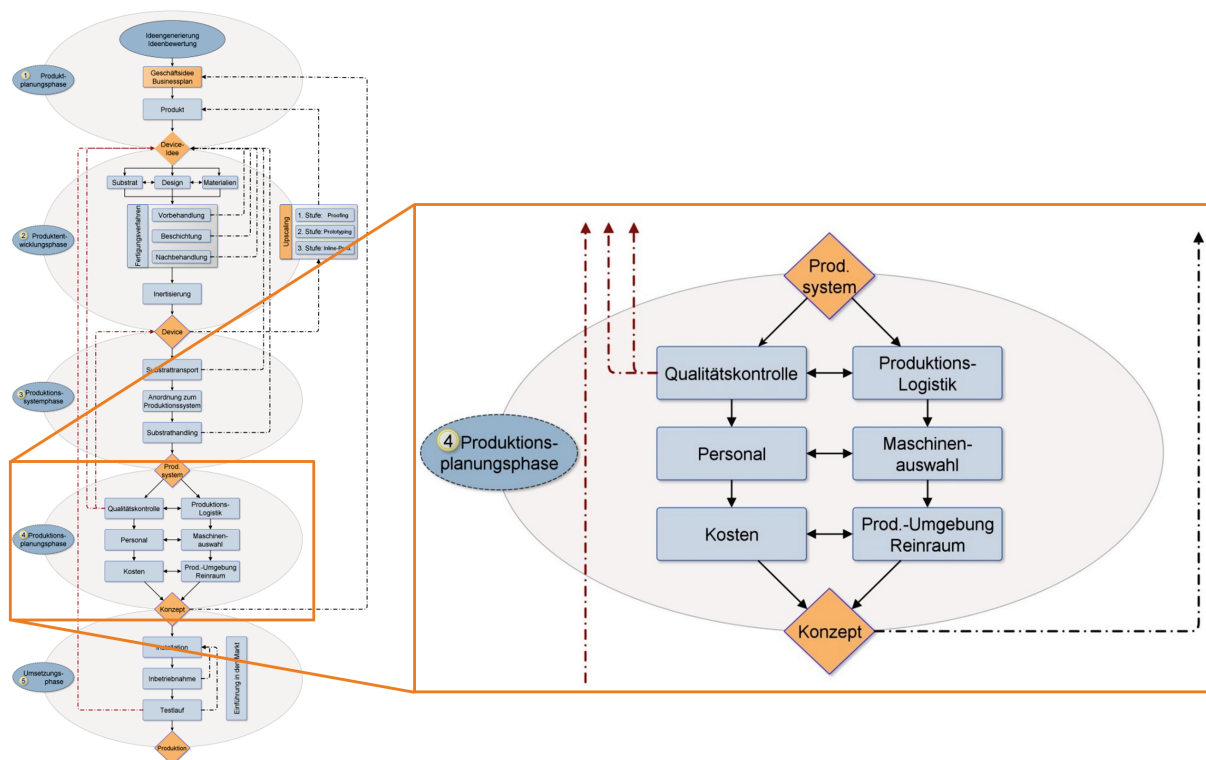 Ideengenerierung
Ideenbewertung
1 Produkt-
planungsphase
Geschäftsidee
Businessplan
Produkt
Device-
Idee
Substrat
Design
Materialien
2 Produktent-
wicklungsphase
Fertigungsverfahren
Vorbehandlung
Beschichtung
Nachbehandlung
Upscaling
1. Stufe: Proofing
2. Stufe: Prototyping
3. Stufe: Inline-Prod.
Inertisierung
Device
3 Produktions-
systemphase
Substrattransport
Anordnung zum
Produktionssystem
Substrathandling
Prod.
system
4 Produktions-
planungsphase
Qualitätskontrolle
Produktions-
Logistik
Personal
Maschinen-
auswahl
Kosten
Prod.-Umgebung
Reinraum
Konzept
Umsetzungs-
5 phase
Installation
Inbetriebnahme
Testlauf
Einführung in den Markt
Produktion
Prod.
system
Qualitätskontrolle
Produktions-
Logistik
4 Produktions-
planungsphase
Personal
Maschinen-
auswahl
Kosten
Prod.-Umgebung
Reinraum
Konzept